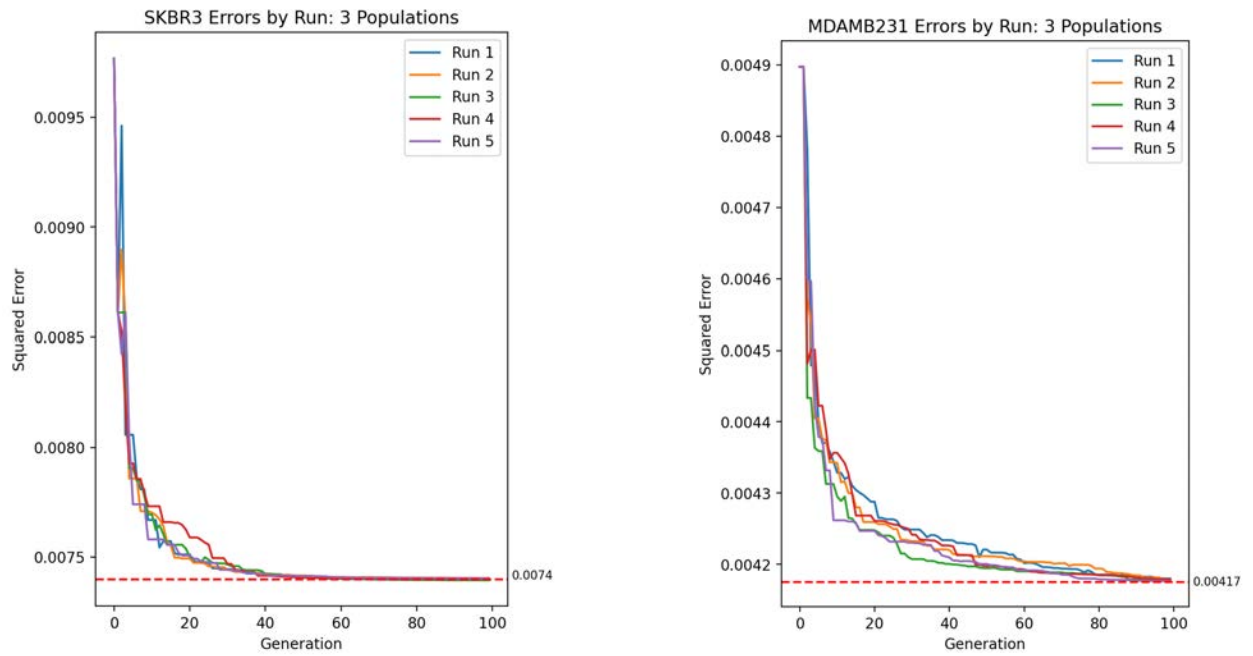 SKBR3 Errors by Run: 3 Populations
Squared Error
0.0095
0.0090
0.0085
0.0080
0.0075
Run 1
Run 2
Run 3
Run 4
Run 5
0.0074
0 20 40 60 80 100
Generation
MDAMB231 Errors by Run: 3 Populations
Squared Error
0.0049
0.0048
0.0047
0.0046
0.0045
0.0044
0.0043
0.0042
Run 1
Run 2
Run 3
Run 4
Run 5
0.00417
0 20 40 60 80 100
Generation